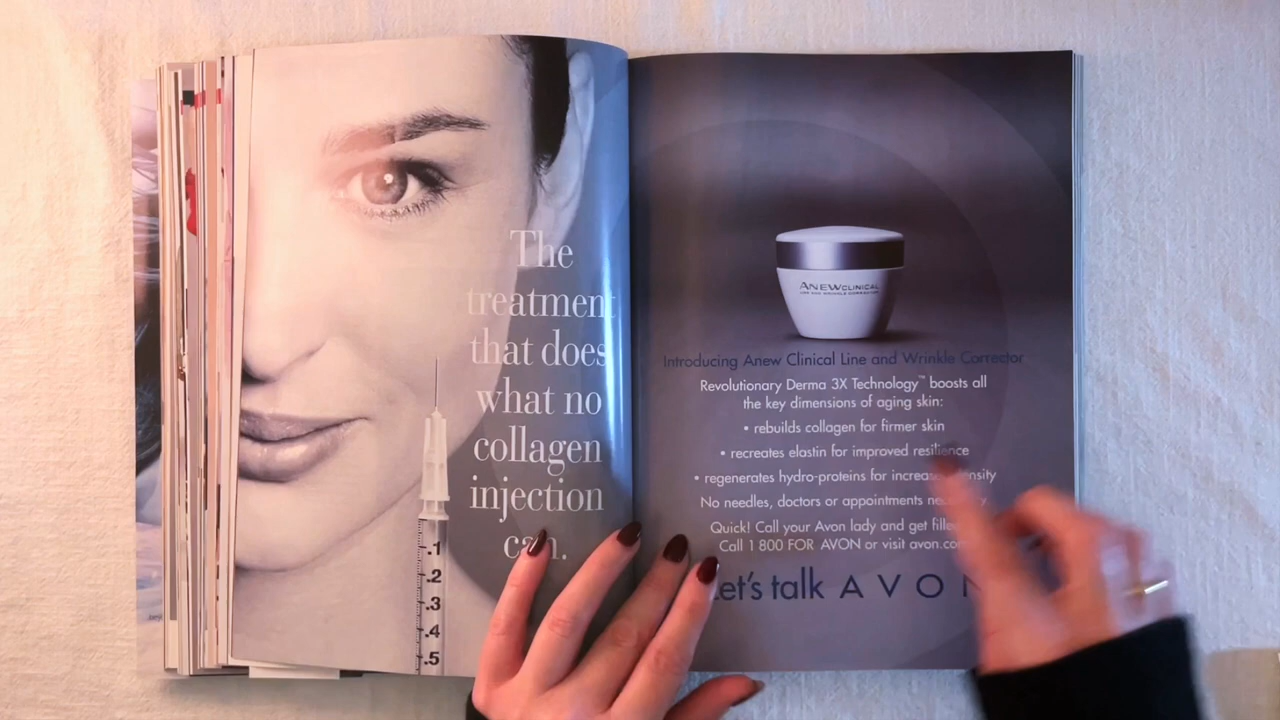 The
treatment
that does
what no
collagen
injection
can.
.1
.2
.3
.4
.5
ANEW CLINICAL
Introducing Anew Clinical Line and Wrinkle Corrector
Revolutionary Derma 3X Technology™ boosts all
the key dimensions of aging skin:
• rebuilds collagen for firmer skin
• recreates elastin for improved resilience
• regenerates hydro-proteins for
No needles, doctors or appointments
Quick! Call your Avon lady and get
Call 1 800 FOR AVON or visit avon.com
Let's talk AVON